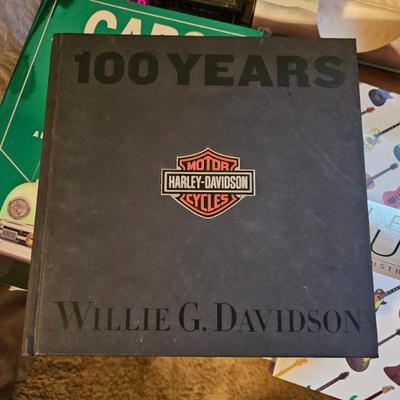 100 YEARS
MOTOR
HARLEY-DAVIDSON
CYCLES
WILLIE G. DAVIDSON